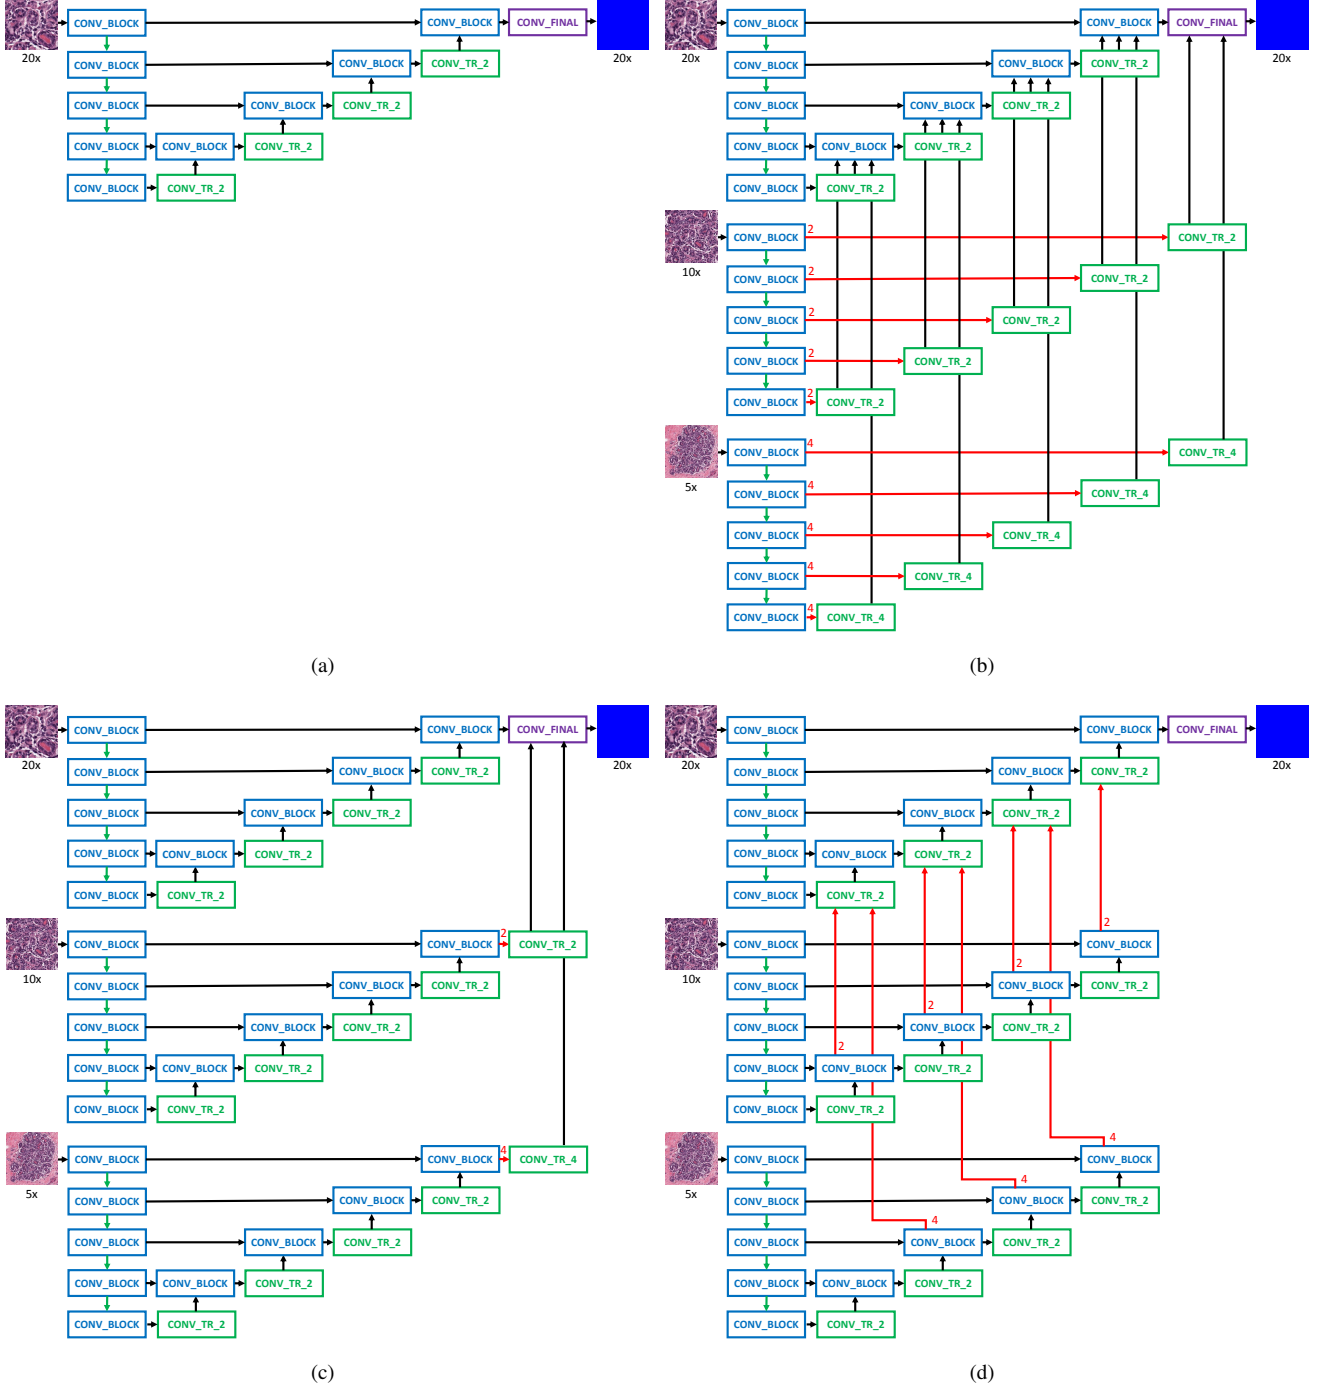 CONV_BLOCK CONV_BLOCK CONV_FINAL
20x 20x
CONV_BLOCK CONV_BLOCK CONV_TR_2
CONV_BLOCK CONV_BLOCK CONV_TR_2
CONV_BLOCK CONV_BLOCK CONV_TR_2
CONV_BLOCK CONV_TR_2
(a)
CONV_BLOCK CONV_BLOCK CONV_FINAL
20x 20x
CONV_BLOCK CONV_BLOCK CONV_TR_2
CONV_BLOCK CONV_BLOCK CONV_TR_2
CONV_BLOCK CONV_BLOCK CONV_TR_2
CONV_BLOCK CONV_TR_2
CONV_BLOCK 2 CONV_TR_2
10x
CONV_BLOCK 2 CONV_TR_2
CONV_BLOCK 2 CONV_TR_2
CONV_BLOCK 2 CONV_TR_2
CONV_BLOCK 2 CONV_TR_2
CONV_BLOCK 4 CONV_TR_4
5x
CONV_BLOCK 4 CONV_TR_4
CONV_BLOCK 4 CONV_TR_4
CONV_BLOCK 4 CONV_TR_4
CONV_BLOCK 4 CONV_TR_4
(b)
CONV_BLOCK CONV_BLOCK CONV_FINAL
20x 20x
CONV_BLOCK CONV_BLOCK CONV_TR_2
CONV_BLOCK CONV_BLOCK CONV_TR_2
CONV_BLOCK CONV_BLOCK CONV_TR_2
CONV_BLOCK CONV_TR_2
CONV_BLOCK CONV_BLOCK 2 CONV_TR_2
10x
CONV_BLOCK CONV_BLOCK CONV_TR_2
CONV_BLOCK CONV_BLOCK CONV_TR_2
CONV_BLOCK CONV_BLOCK CONV_TR_2
CONV_BLOCK CONV_TR_2
CONV_BLOCK CONV_BLOCK 4 CONV_TR_4
5x
CONV_BLOCK CONV_BLOCK CONV_TR_2
CONV_BLOCK CONV_BLOCK CONV_TR_2
CONV_BLOCK CONV_BLOCK CONV_TR_2
CONV_BLOCK CONV_TR_2
(c)
CONV_BLOCK CONV_BLOCK CONV_FINAL
20x 20x
CONV_BLOCK CONV_BLOCK CONV_TR_2
CONV_BLOCK CONV_BLOCK CONV_TR_2
CONV_BLOCK CONV_BLOCK CONV_TR_2
CONV_BLOCK CONV_TR_2
2
CONV_BLOCK CONV_BLOCK
10x
2
CONV_BLOCK CONV_BLOCK CONV_TR_2
2
CONV_BLOCK CONV_BLOCK CONV_TR_2
2
CONV_BLOCK CONV_BLOCK CONV_TR_2
CONV_BLOCK CONV_TR_2
4
CONV_BLOCK CONV_BLOCK
5x
4
CONV_BLOCK CONV_BLOCK CONV_TR_2
4
CONV_BLOCK CONV_BLOCK CONV_TR_2
CONV_BLOCK CONV_BLOCK CONV_TR_2
CONV_BLOCK CONV_TR_2
(d)